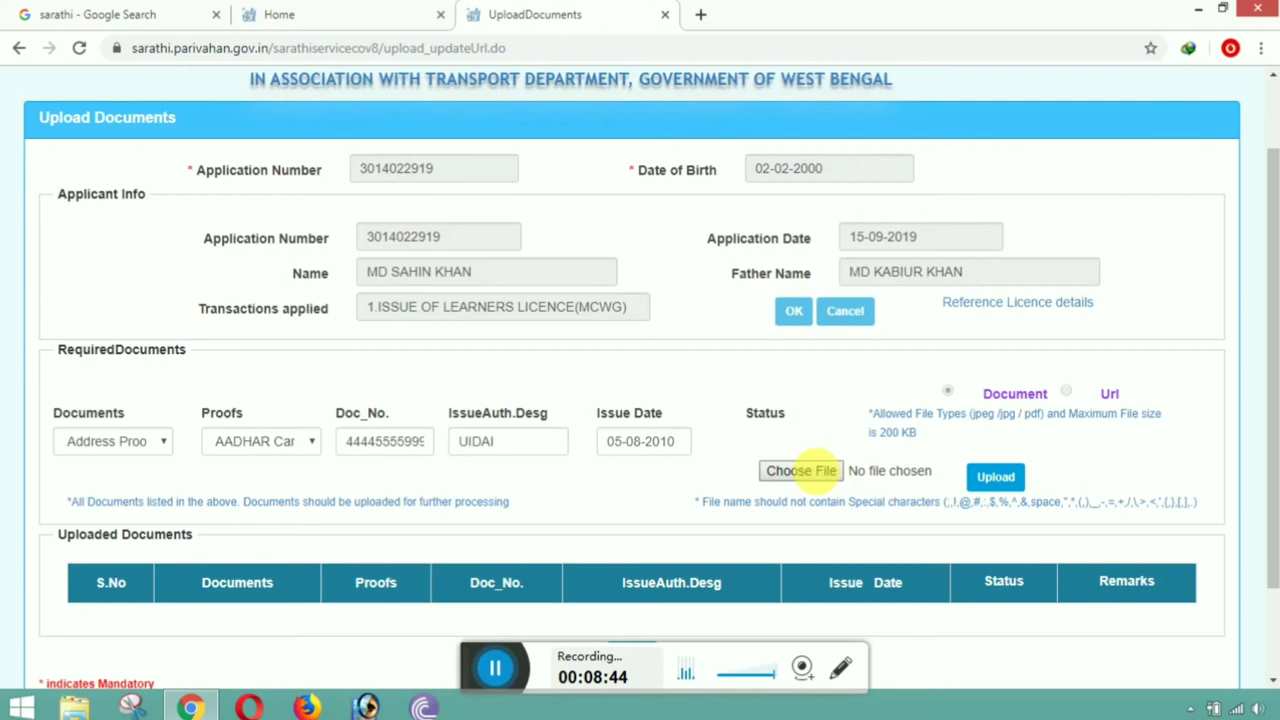 sarathi - Google Search
Home
UploadDocuments
sarathi.parivahan.gov.in/sarathiservicecov8/upload_updateUrl.do
IN ASSOCIATION WITH TRANSPORT DEPARTMENT, GOVERNMENT OF WEST BENGAL
Upload Documents
* Application Number 3014022919 * Date of Birth 02-02-2000
Applicant Info
Application Number 3014022919 Application Date 15-09-2019
Name MD SAHIN KHAN Father Name MD KABIUR KHAN
Transactions applied 1.ISSUE OF LEARNERS LICENCE(MCWG) OK Cancel Reference Licence details
RequiredDocuments
Document Url
Documents Proofs Doc_No. IssueAuth.Desg Issue Date Status *Allowed File Types (jpeg /jpg / pdf) and Maximum File size
is 200 KB
Address Proo AADHAR Car 44445555999 UIDAI 05-08-2010
Choose File No file chosen Upload
*All Documents listed in the above. Documents should be uploaded for further processing
* File name should not contain Special characters (;,!,@,#,:,$,%,^,&,space,",*,(,),_,-,=,+,/,\,>,<,',{,},[,],.)
Uploaded Documents
S.No Documents Proofs Doc_No. IssueAuth.Desg Issue Date Status Remarks
Recording...
00:08:44
* indicates Mandatory